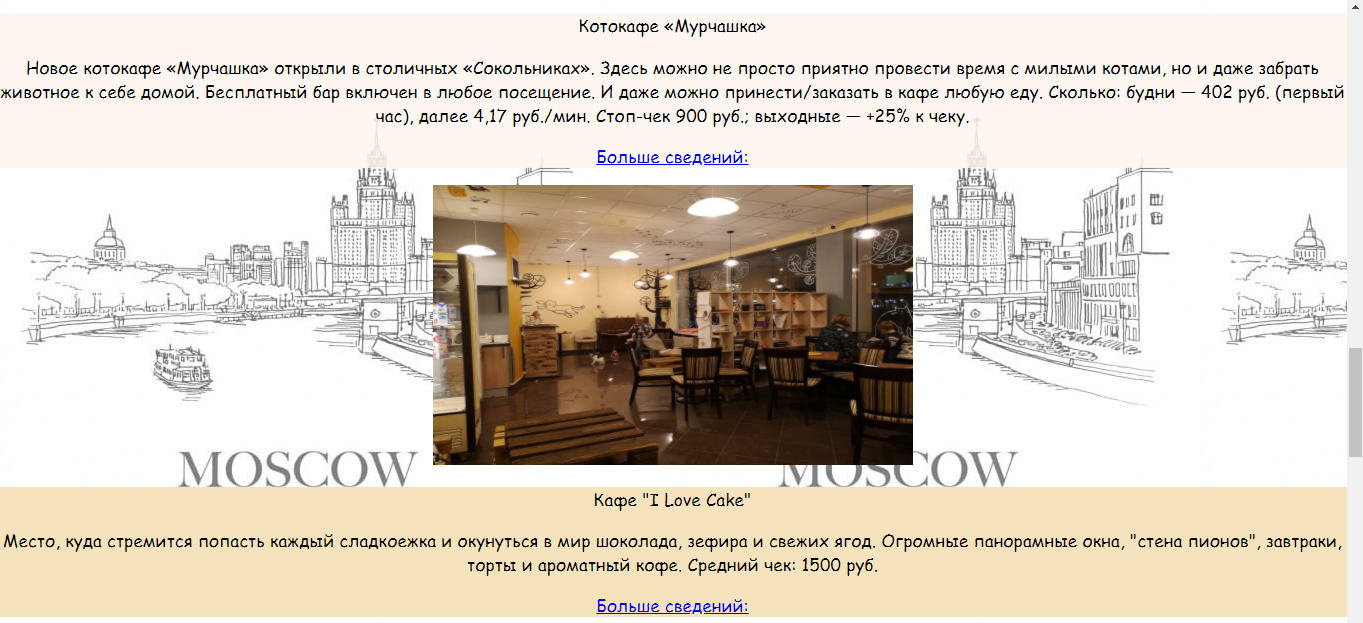 Котокафе «Мурчашка»
Новое котокафе «Мурчашка» открыли в столичных «Сокольниках». Здесь можно не просто приятно провести время с милыми котами, но и даже забрать
животное к себе домой. Бесплатный бар включен в любое посещение. И даже можно принести/заказать в кафе любую еду. Сколько: будни — 402 руб. (первый
час), далее 4,17 руб./мин. Стоп-чек 900 руб.; выходные — +25% к чеку.
Больше сведений:
MOSCOW
MOSCOW
Кафе "I Love Cake"
Место, куда стремится попасть каждый сладкоежка и окунуться в мир шоколада, зефира и свежих ягод. Огромные панорамные окна, "стена пионов", завтраки,
торты и ароматный кофе. Средний чек: 1500 руб.
Больше сведений: